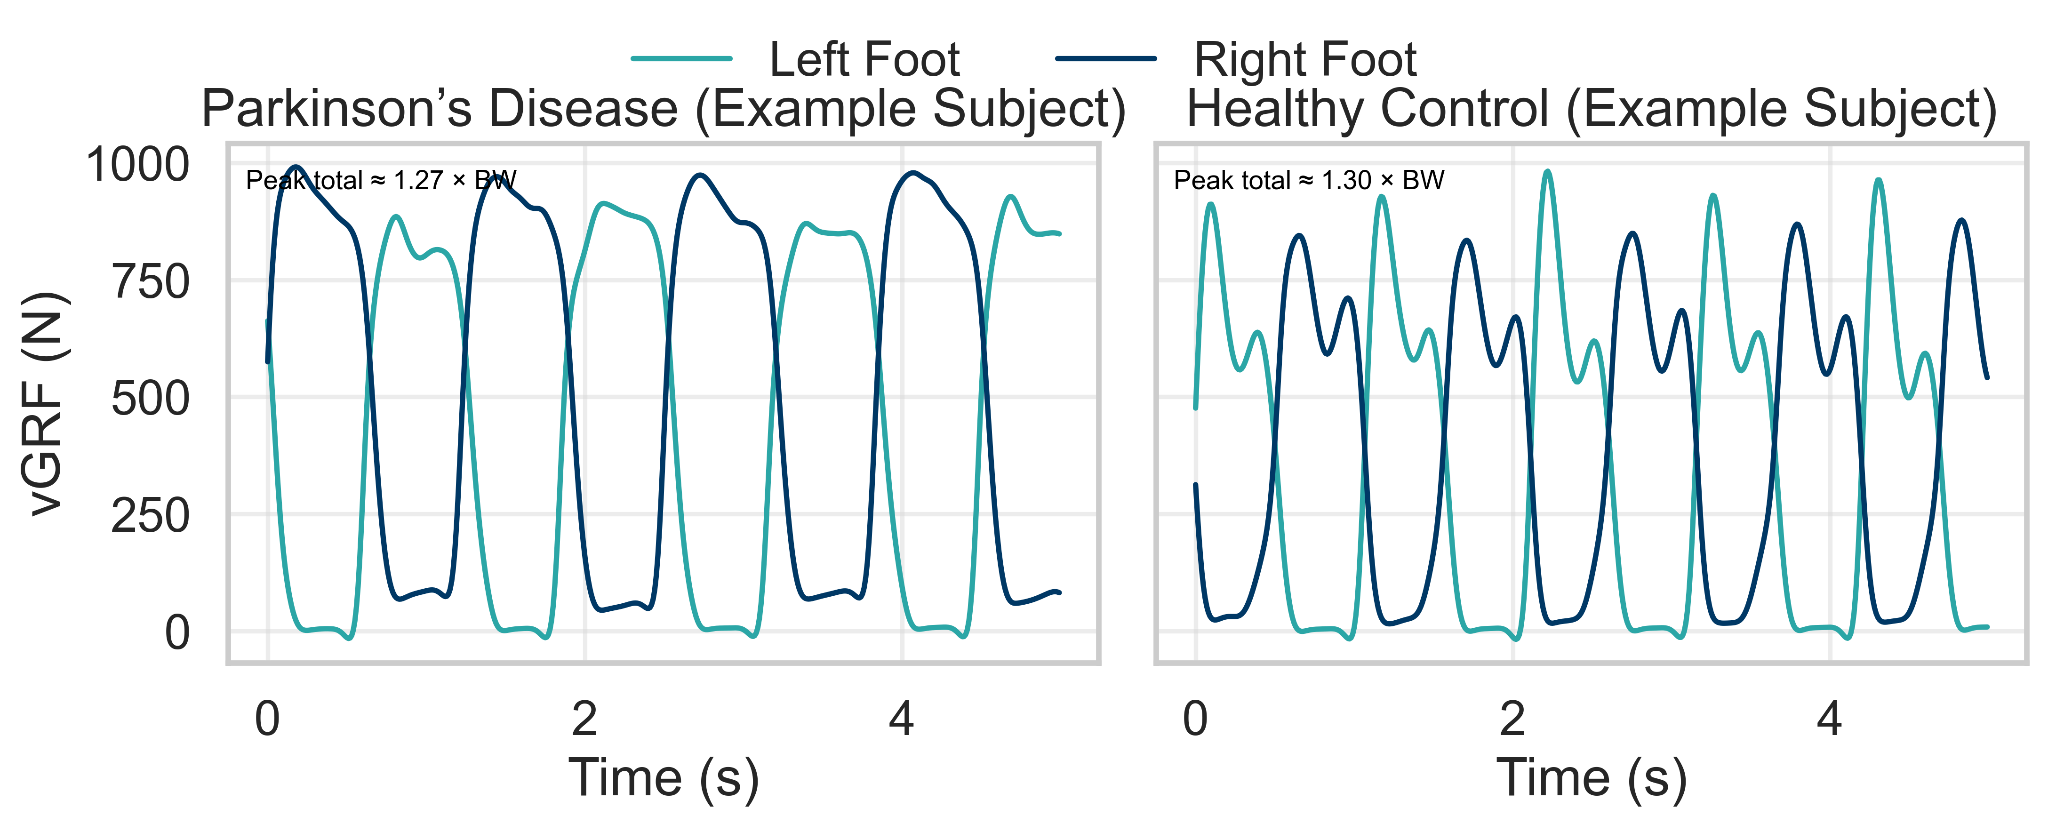 Left Foot Right Foot
Parkinson’s Disease (Example Subject) Healthy Control (Example Subject)
Peak total ≈ 1.27 × BW Peak total ≈ 1.30 × BW
1000
750
500
250
0
vGRF (N)
0 2 4 0 2 4
Time (s) Time (s)